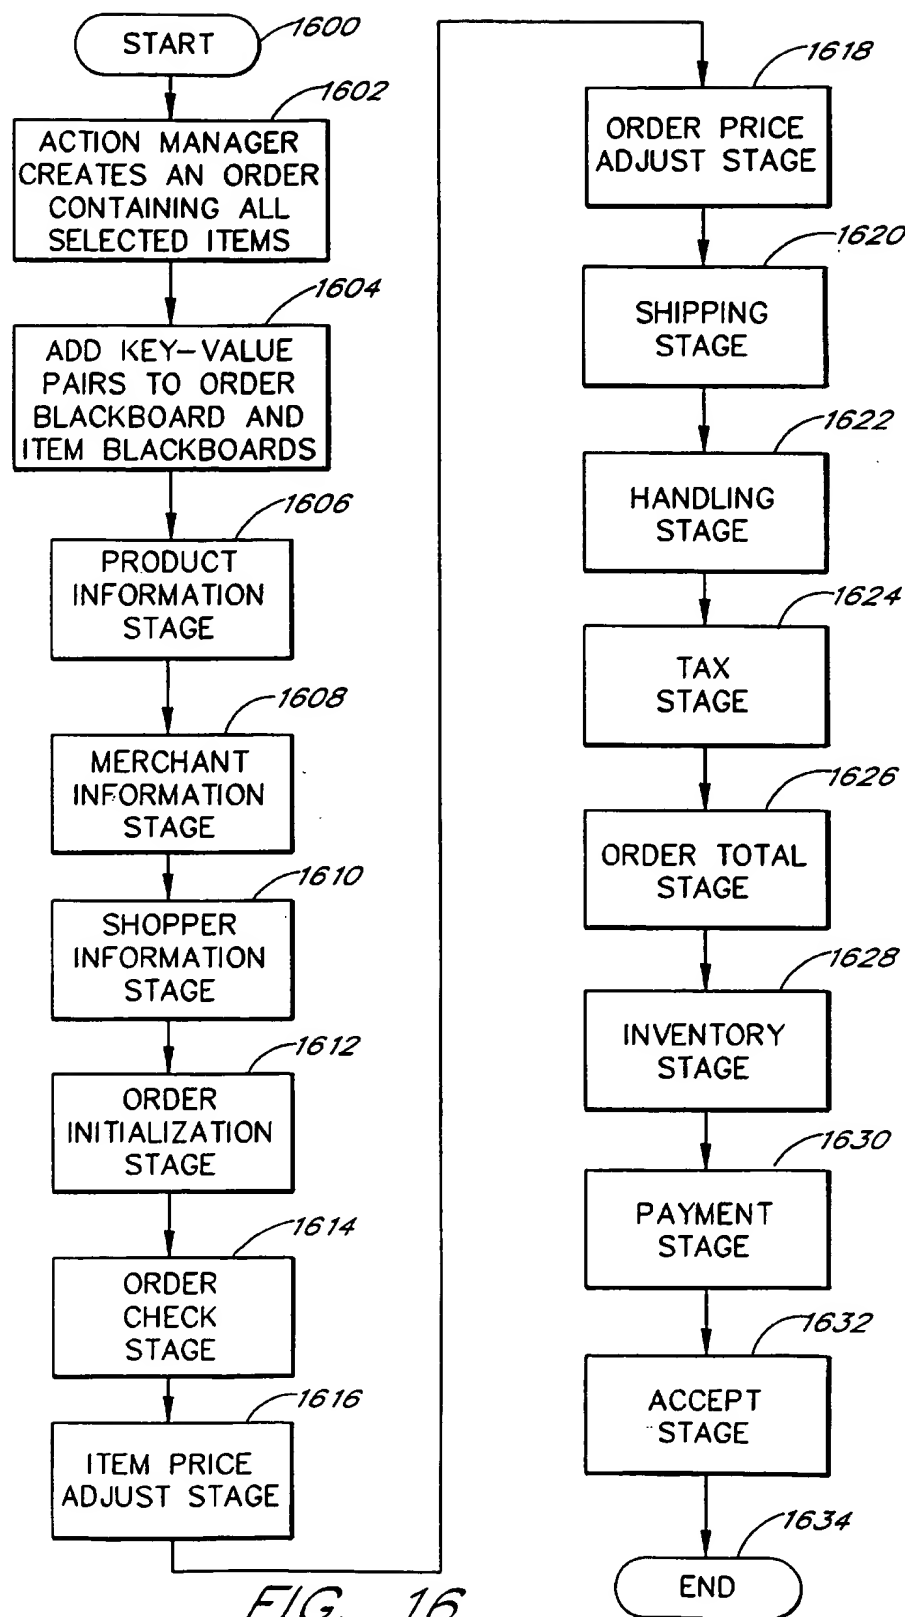 START
1600
1602
ACTION MANAGER
CREATES AN ORDER
CONTAINING ALL
SELECTED ITEMS
1604
ADD KEY-VALUE
PAIRS TO ORDER
BLACKBOARD AND
ITEM BLACKBOARDS
1606
PRODUCT
INFORMATION
STAGE
1608
MERCHANT
INFORMATION
STAGE
1610
SHOPPER
INFORMATION
STAGE
1612
ORDER
INITIALIZATION
STAGE
1614
ORDER
CHECK
STAGE
1616
ITEM PRICE
ADJUST STAGE
1618
ORDER PRICE
ADJUST STAGE
1620
SHIPPING
STAGE
1622
HANDLING
STAGE
1624
TAX
STAGE
1626
ORDER TOTAL
STAGE
1628
INVENTORY
STAGE
1630
PAYMENT
STAGE
1632
ACCEPT
STAGE
1634
END
FIG. 16